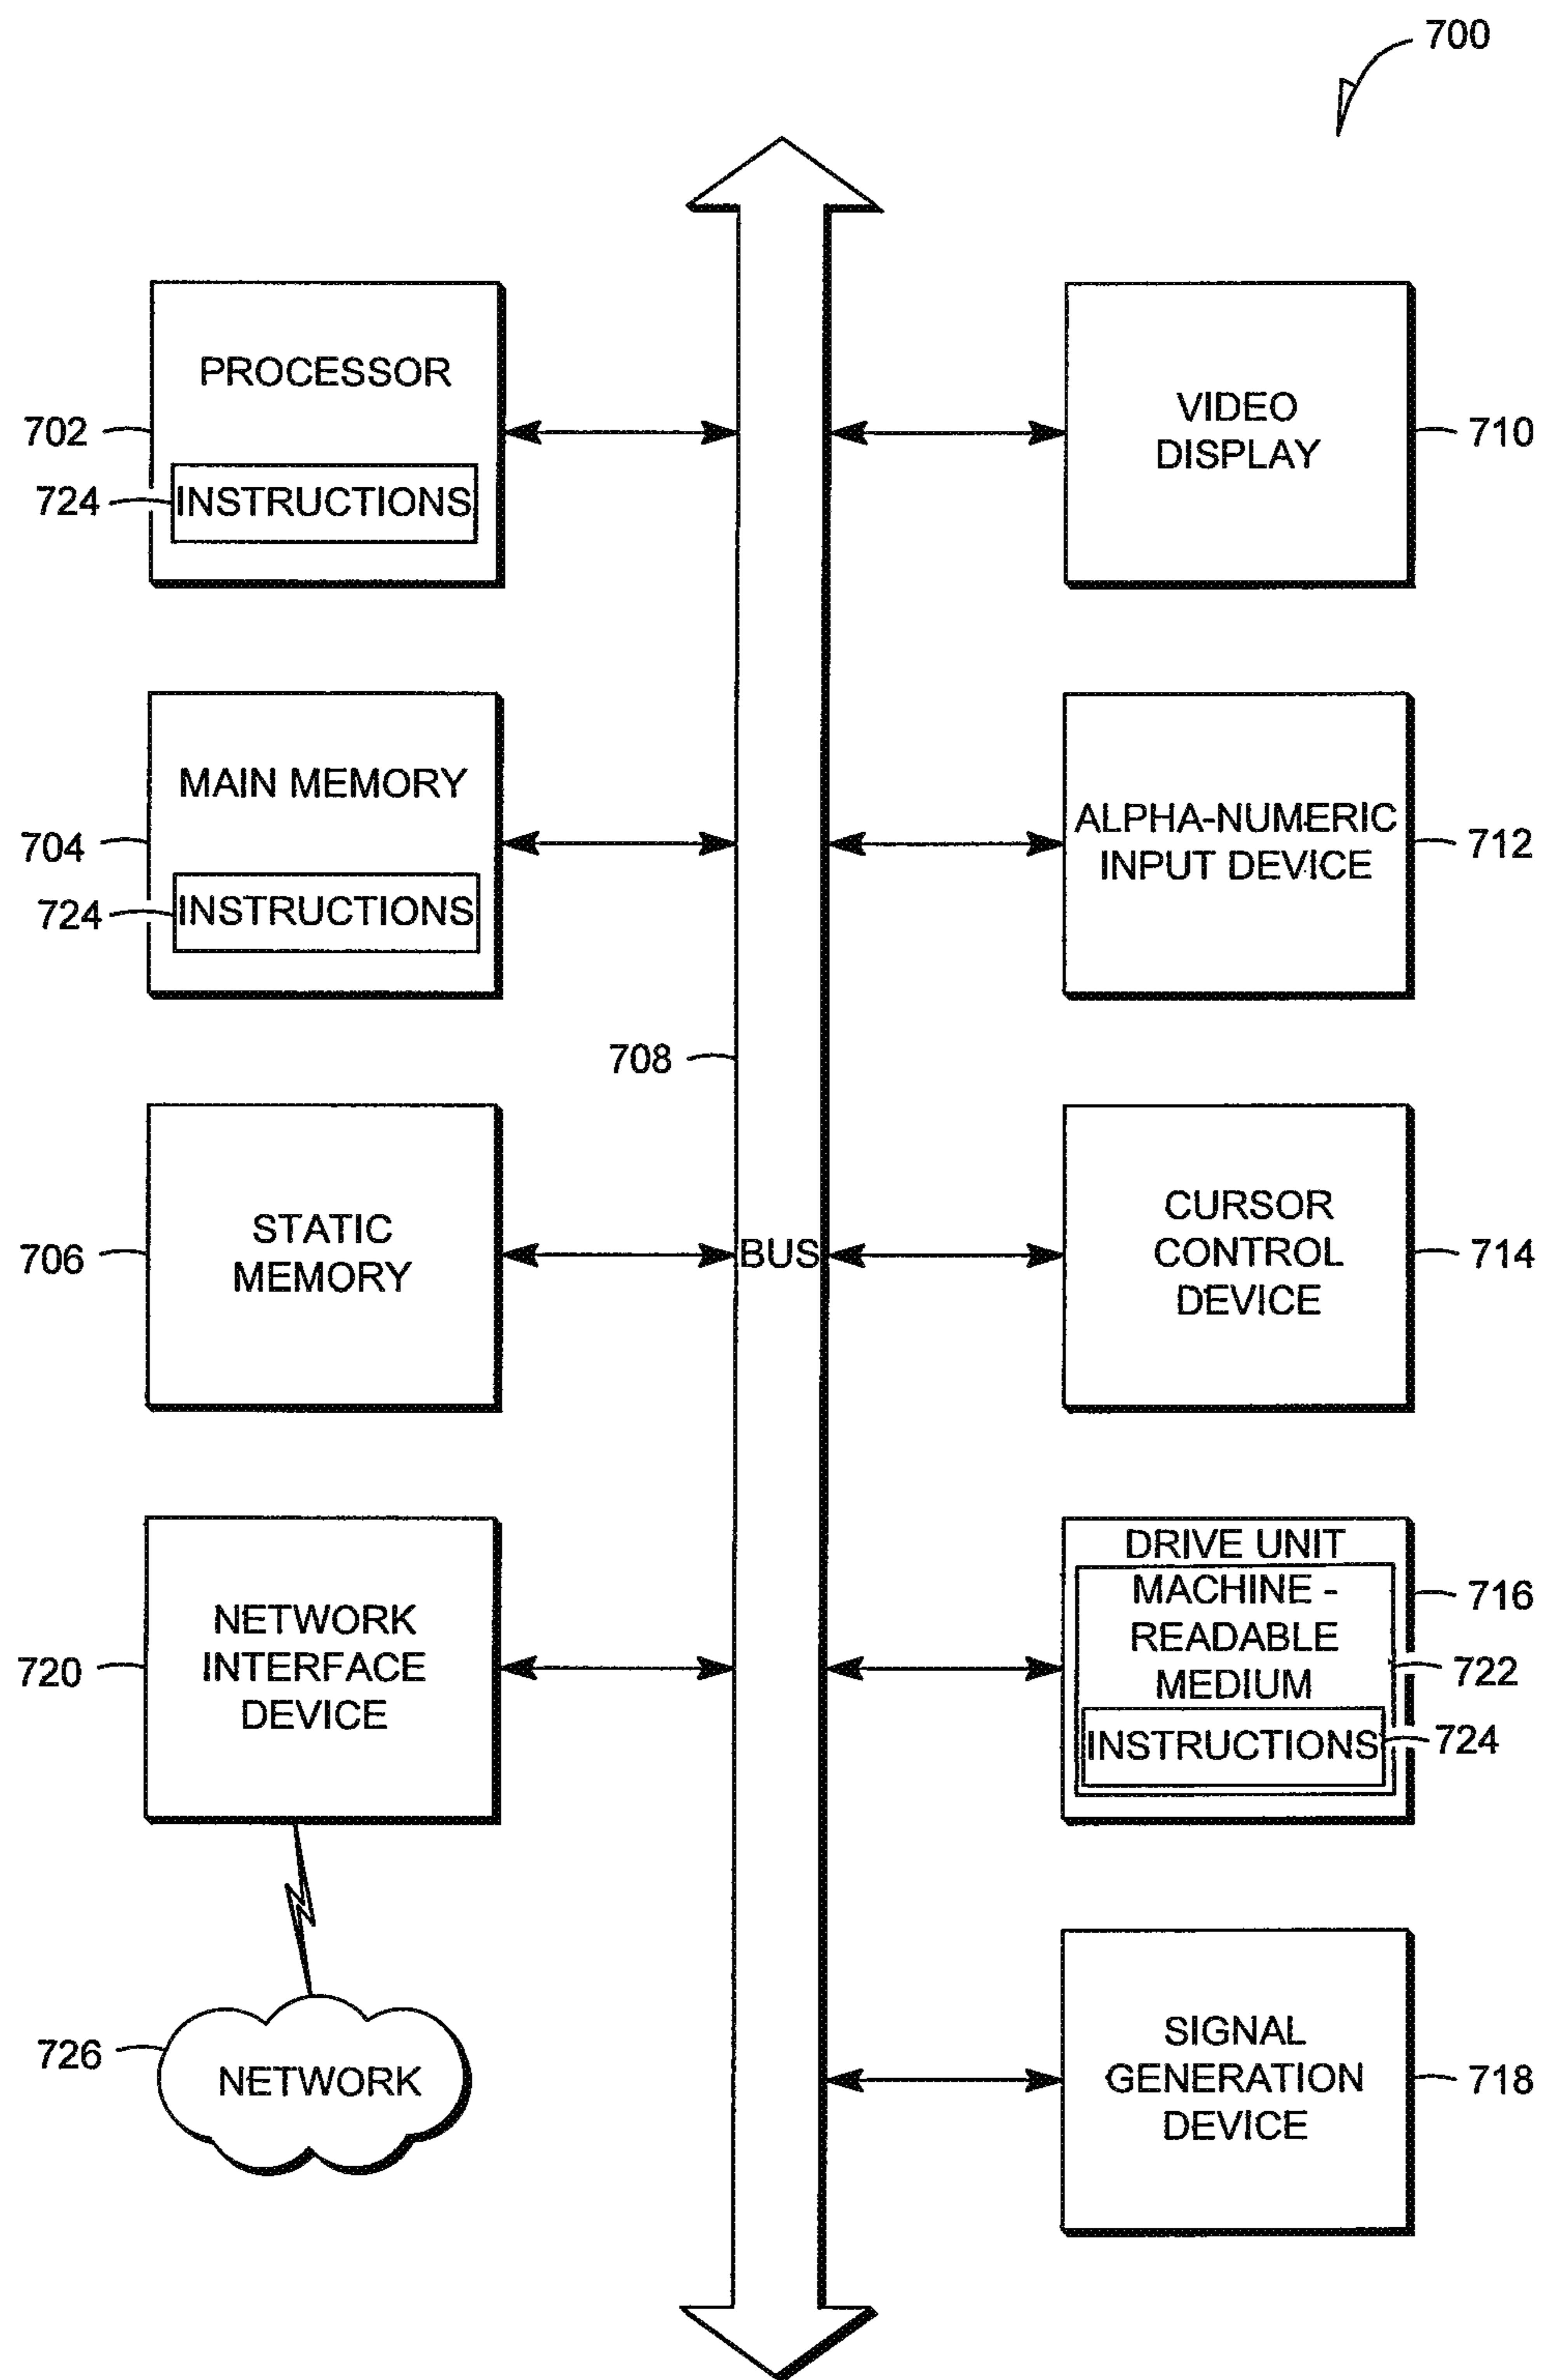 700
PROCESSOR
702
724
INSTRUCTIONS
VIDEO
DISPLAY
710
MAIN MEMORY
704
724
INSTRUCTIONS
ALPHA-NUMERIC
INPUT DEVICE
712
708
STATIC
MEMORY
706
BUS
CURSOR
CONTROL
DEVICE
714
NETWORK
INTERFACE
DEVICE
720
DRIVE UNIT
MACHINE -
READABLE
MEDIUM
716
722
INSTRUCTIONS
724
726
NETWORK
SIGNAL
GENERATION
DEVICE
718